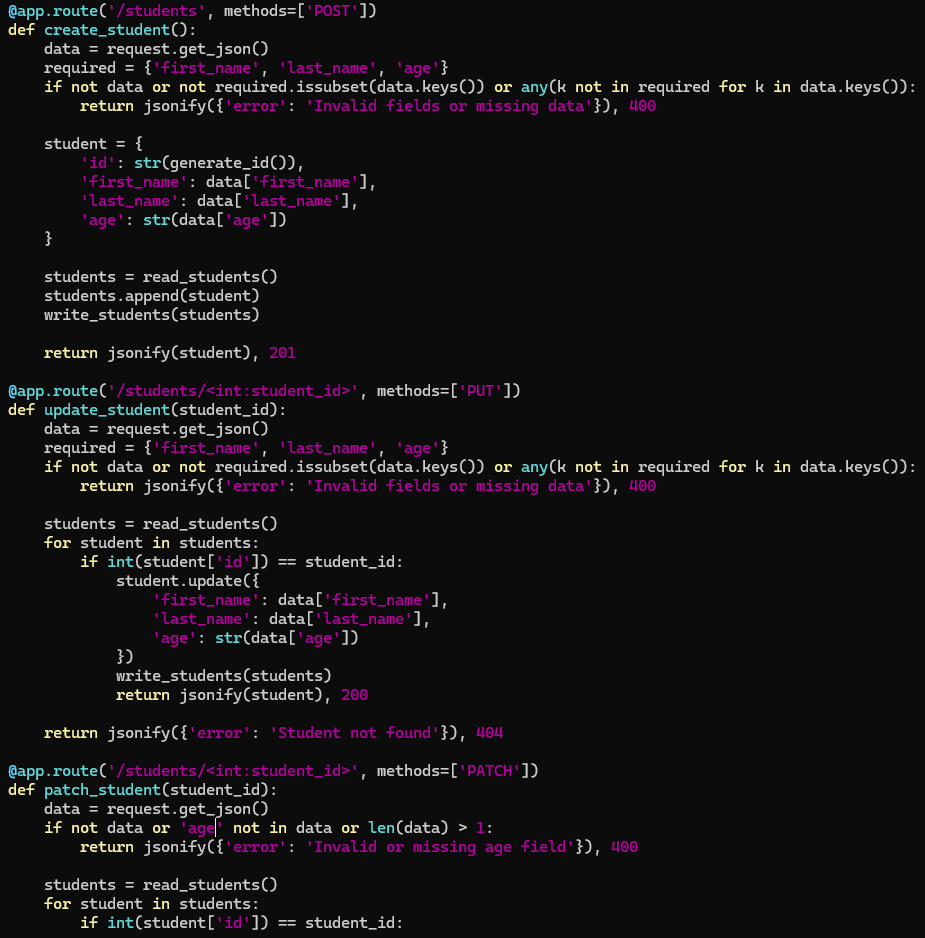 @app.route('/students', methods=['POST'])
def create_student():
    data = request.get_json()
    required = {'first_name', 'last_name', 'age'}
    if not data or not required.issubset(data.keys()) or any(k not in required for k in data.keys()):
        return jsonify({'error': 'Invalid fields or missing data'}), 400

    student = {
        'id': str(generate_id()),
        'first_name': data['first_name'],
        'last_name': data['last_name'],
        'age': str(data['age'])
    }

    students = read_students()
    students.append(student)
    write_students(students)

    return jsonify(student), 201

@app.route('/students/<int:student_id>', methods=['PUT'])
def update_student(student_id):
    data = request.get_json()
    required = {'first_name', 'last_name', 'age'}
    if not data or not required.issubset(data.keys()) or any(k not in required for k in data.keys()):
        return jsonify({'error': 'Invalid fields or missing data'}), 400

    students = read_students()
    for student in students:
        if int(student['id']) == student_id:
            student.update({
                'first_name': data['first_name'],
                'last_name': data['last_name'],
                'age': str(data['age'])
            })
            write_students(students)
            return jsonify(student), 200

    return jsonify({'error': 'Student not found'}), 404

@app.route('/students/<int:student_id>', methods=['PATCH'])
def patch_student(student_id):
    data = request.get_json()
    if not data or 'age' not in data or len(data) > 1:
        return jsonify({'error': 'Invalid or missing age field'}), 400

    students = read_students()
    for student in students:
        if int(student['id']) == student_id: